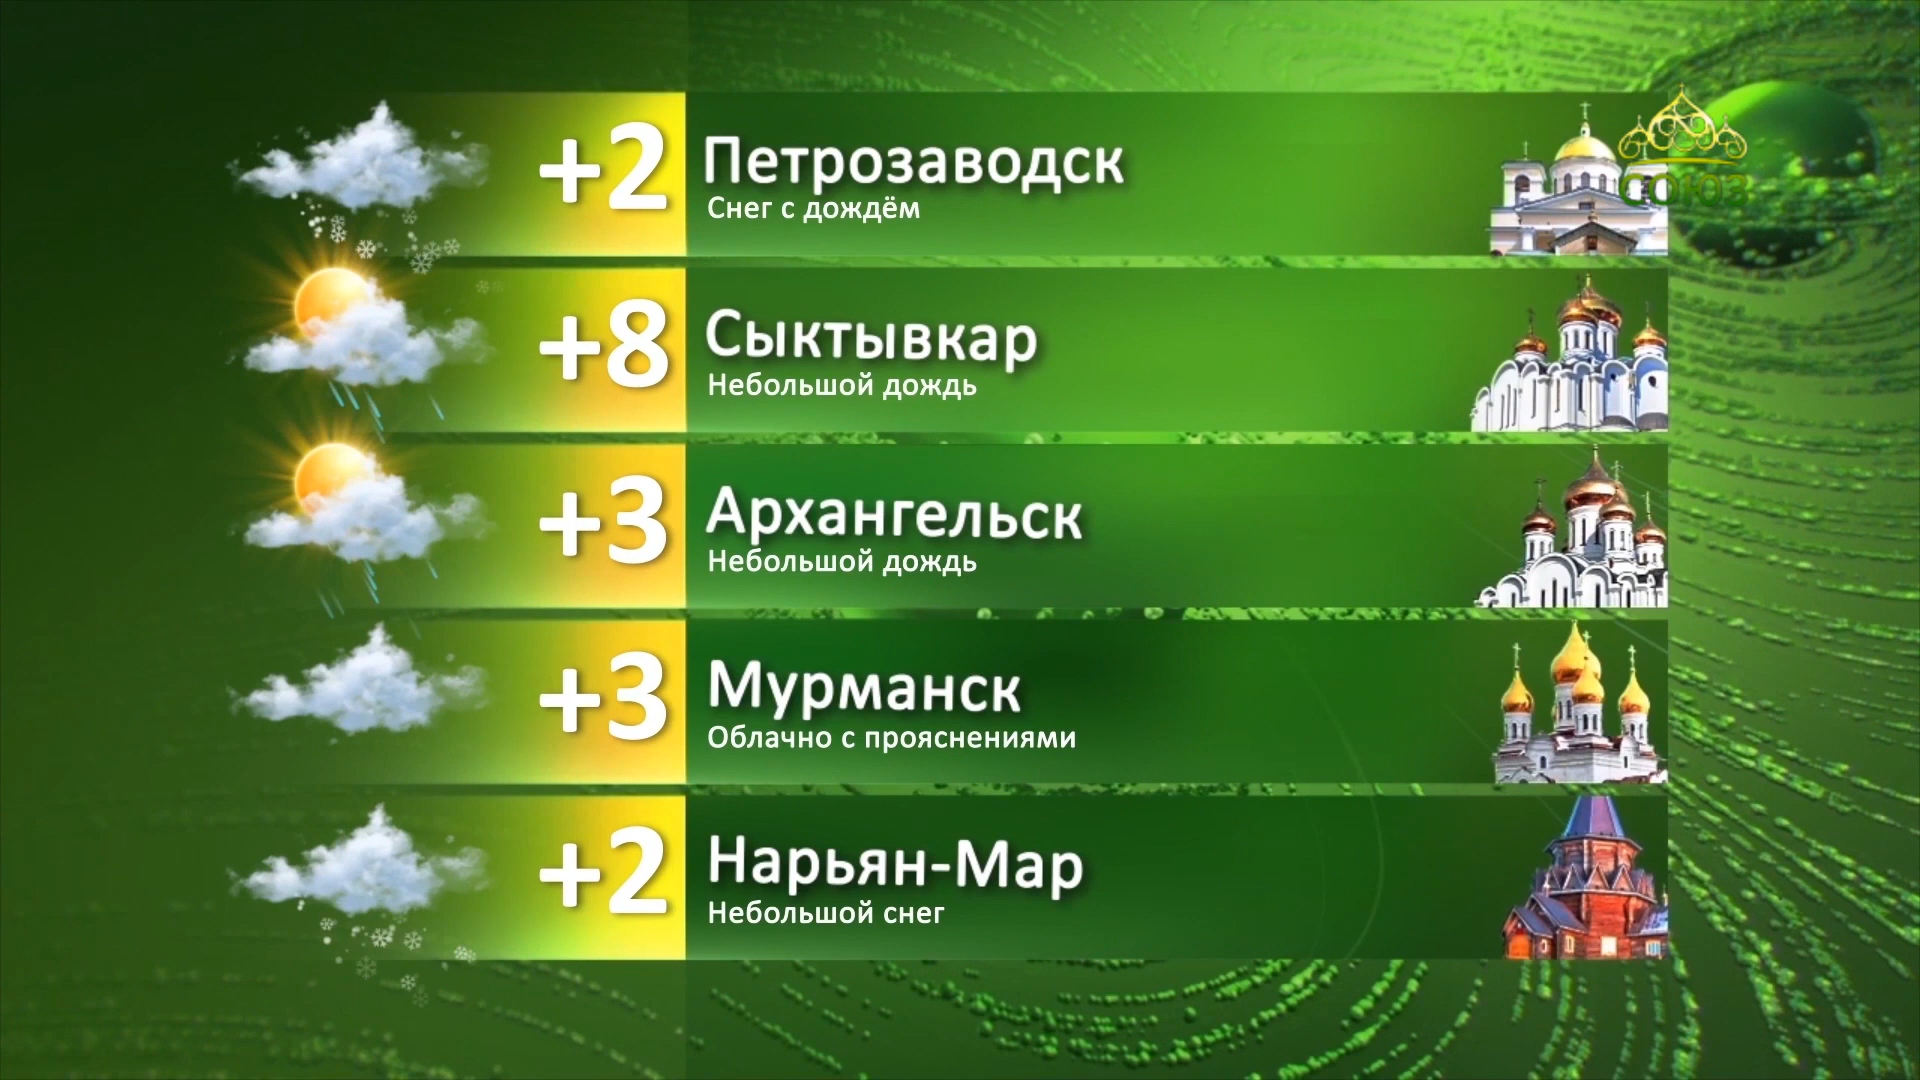 +2
Петрозаводск
Снег с дождём
СОЮЗ
+8
Сыктывкар
Небольшой дождь
+3
Архангельск
Небольшой дождь
+3
Мурманск
Облачно с прояснениями
+2
Нарьян-Мар
Небольшой снег